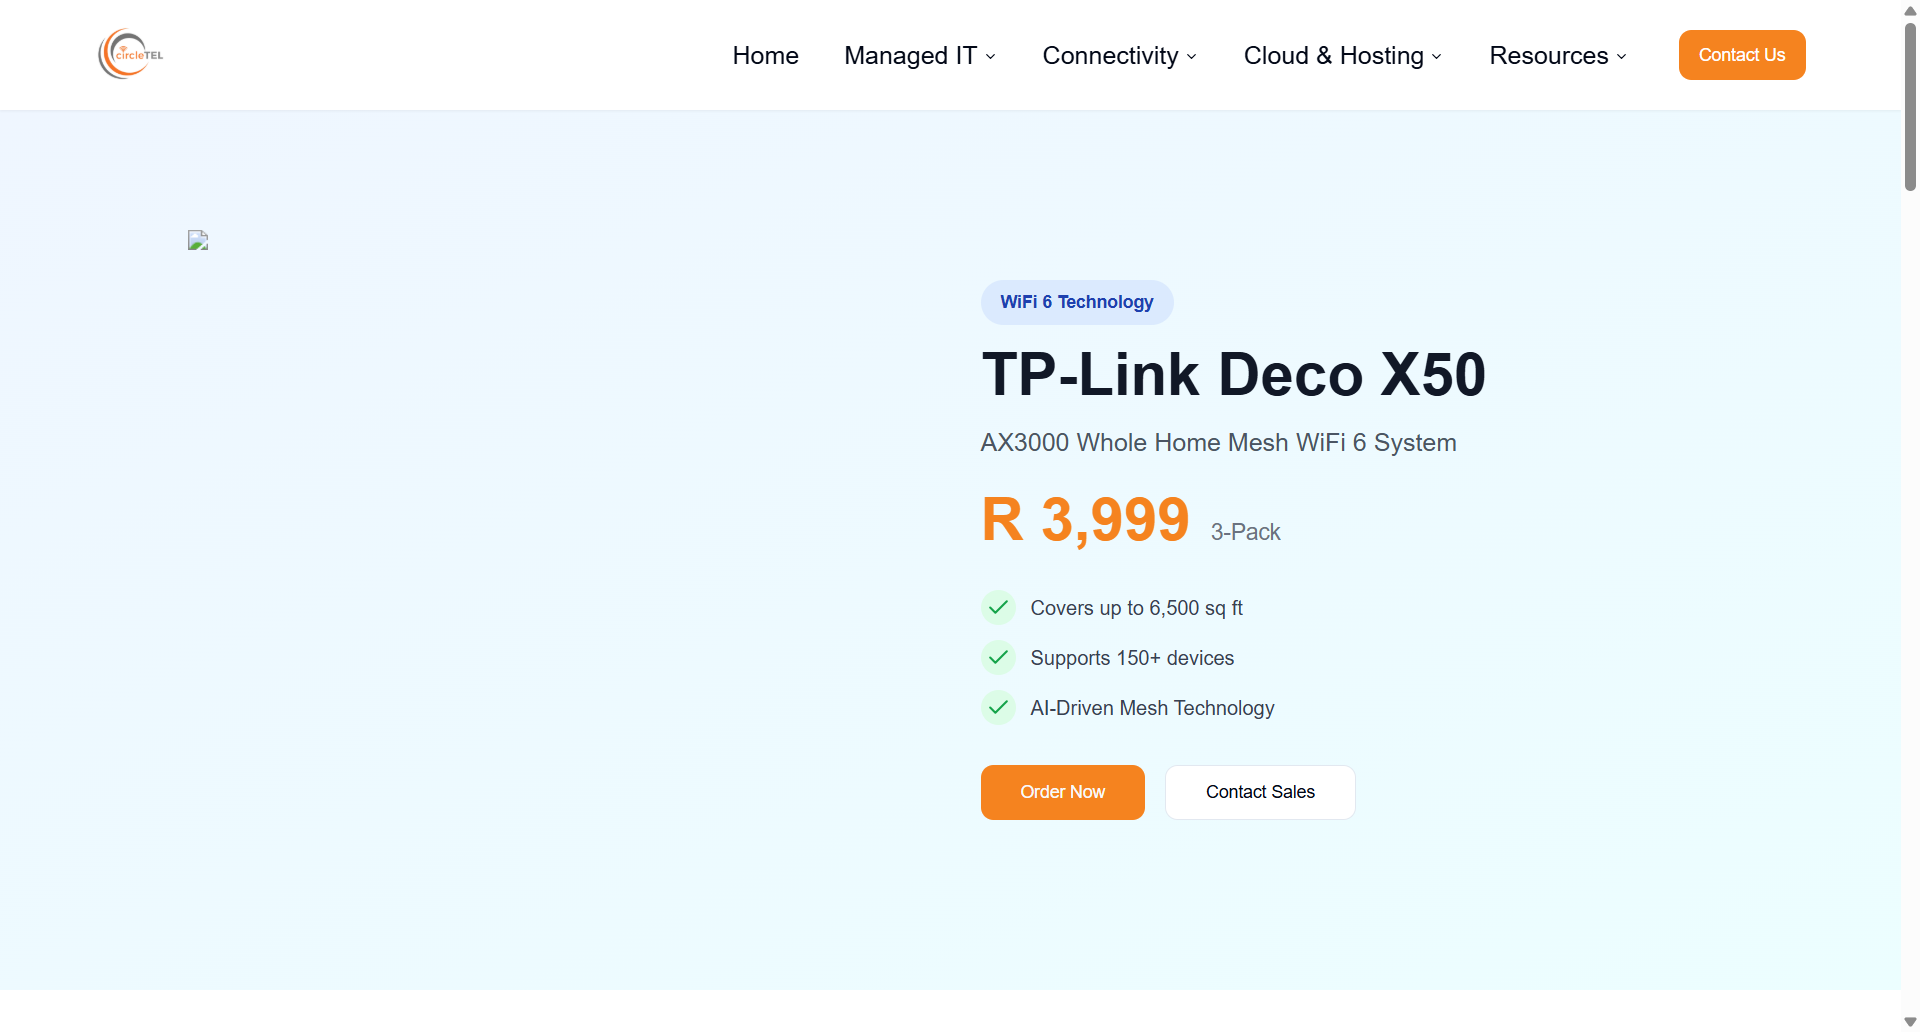 circleTEL
Home
Managed IT
Connectivity
Cloud & Hosting
Resources
Contact Us
WiFi 6 Technology
TP-Link Deco X50
AX3000 Whole Home Mesh WiFi 6 System
R 3,999 3-Pack
Covers up to 6,500 sq ft
Supports 150+ devices
AI-Driven Mesh Technology
Order Now
Contact Sales